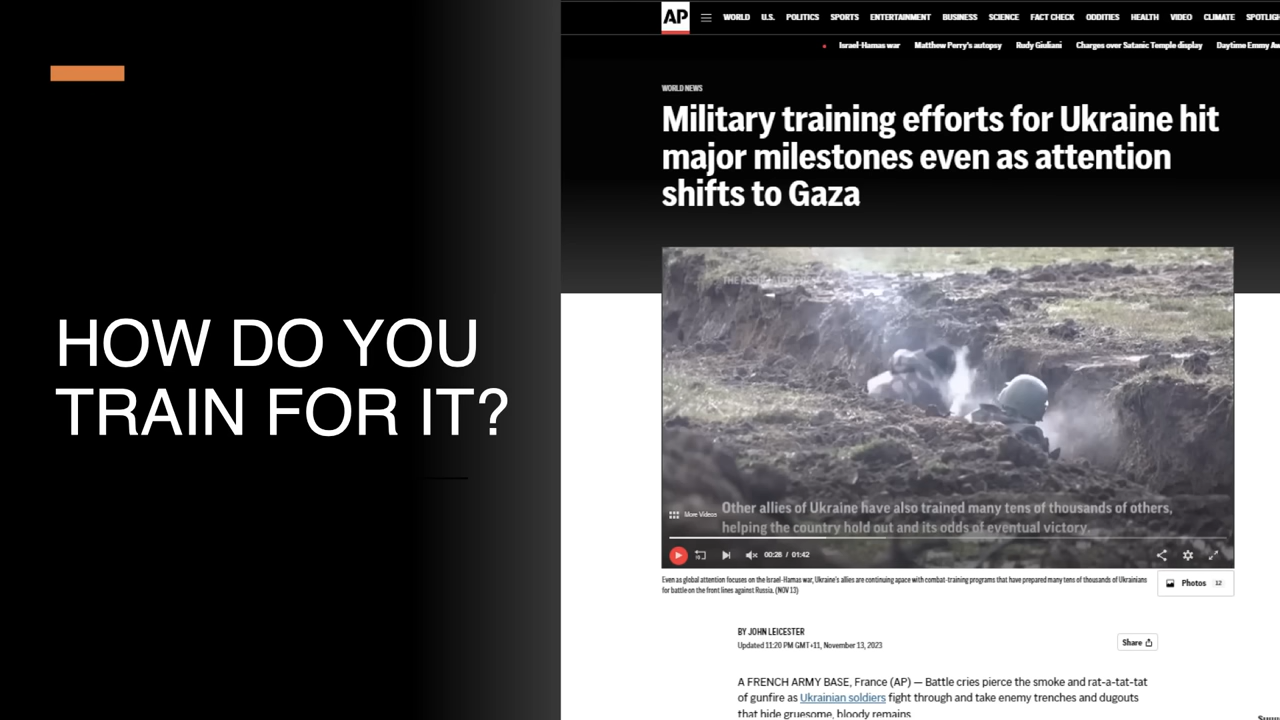 HOW DO YOU
TRAIN FOR IT?
AP
WORLD U.S. POLITICS SPORTS ENTERTAINMENT BUSINESS SCIENCE FACT CHECK ODDITIES HEALTH VIDEO CLIMATE
Israel-Hamas war Matthew Perry's autopsy Rudy Giuliani Charges over Satanic Temple display Daytime Emmy
WORLD NEWS
Military training efforts for Ukraine hit
major milestones even as attention
shifts to Gaza
Other allies of Ukraine have also trained many tens of thousands of others,
More Videos
helping the country hold out and its odds of eventual victory.
00:28 / 01:42
Even as global attention focuses on the Israel-Hamas war, Ukraine's allies are continuing apace with combat-training programs that have prepared many tens of thousands of Ukrainians
for battle on the front lines against Russia. (NOV 13)
Photos 12
BY JOHN LEICESTER
Updated 11:20 PM GMT+11, November 13, 2023
Share
A FRENCH ARMY BASE, France (AP) — Battle cries pierce the smoke and rat-a-tat-tat
of gunfire as Ukrainian soldiers fight through and take enemy trenches and dugouts
that hide gruesome, bloody remains